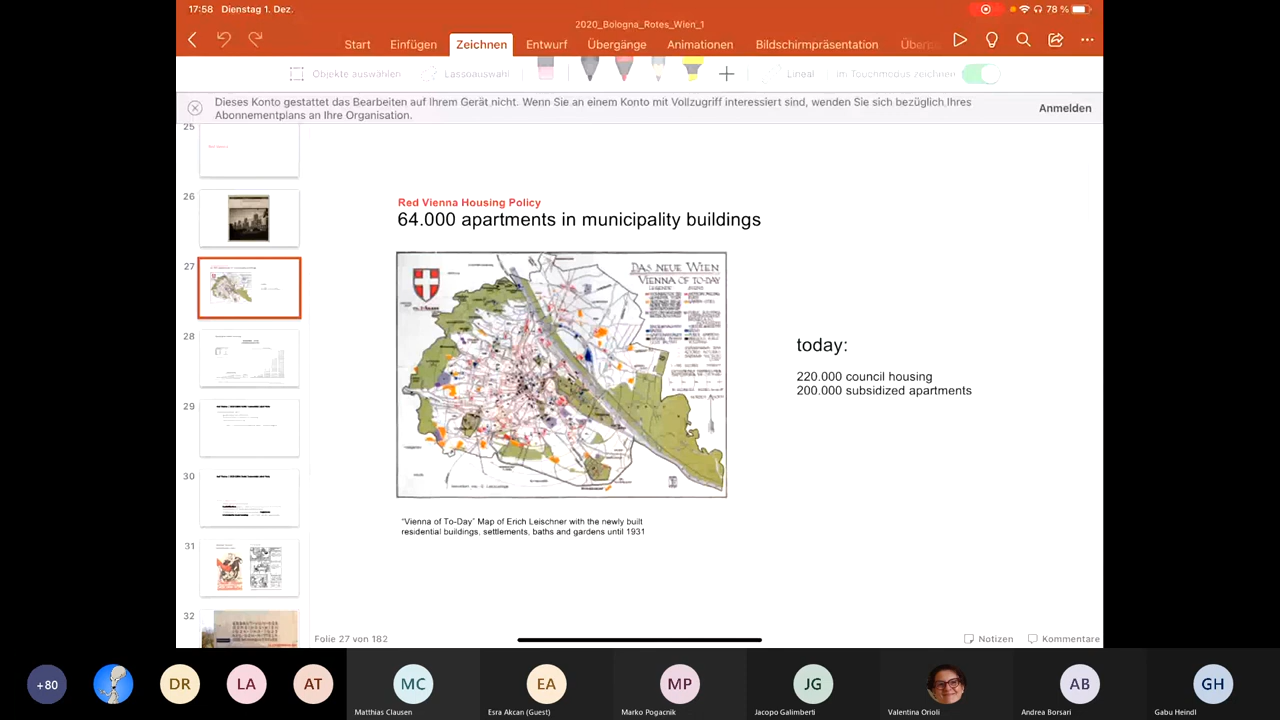 17:58 Dienstag 1. Dez.
78 %
2020_Bologna_Rotes_Wien_1
Start Einfügen Zeichnen Entwurf Übergänge Animationen Bildschirmpräsentation
Objekte auswählen Lassoauswahl Lineal Im Touchmodus zeichnen
Dieses Konto gestattet das Bearbeiten auf Ihrem Gerät nicht. Wenn Sie an einem Konto mit Vollzugriff interessiert sind, wenden Sie sich bezüglich Ihres
Abonnementplans an Ihre Organisation.
Anmelden
25
26
27
28
29
30
31
32
Red Vienna Housing Policy
64.000 apartments in municipality buildings
DAS NEUE WIEN
VIENNA OF TO-DAY
today:
220.000 council housing
200.000 subsidized apartments
"Vienna of To-Day" Map of Erich Leischner with the newly built
residential buildings, settlements, baths and gardens until 1931
Folie 27 von 182
Notizen Kommentare
+80 DR LA AT MC EA MP JG AB GH
Matthias Clausen Esra Akcan (Guest) Marko Pogacnik Jacopo Galimberti Valentina Orioli Andrea Borsari Gabu Heindl